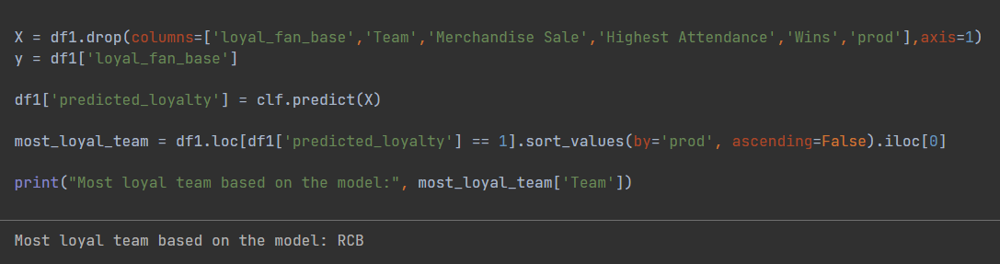 X = df1.drop(columns=['loyal_fan_base','Team','Merchandise Sale','Highest Attendance','Wins','prod'],axis=1)
y = df1['loyal_fan_base']
df1['predicted_loyalty'] = clf.predict(X)
most_loyal_team = df1.loc[df1['predicted_loyalty'] == 1].sort_values(by='prod', ascending=False).iloc[0]
print("Most loyal team based on the model:", most_loyal_team['Team'])
Most loyal team based on the model: RCB